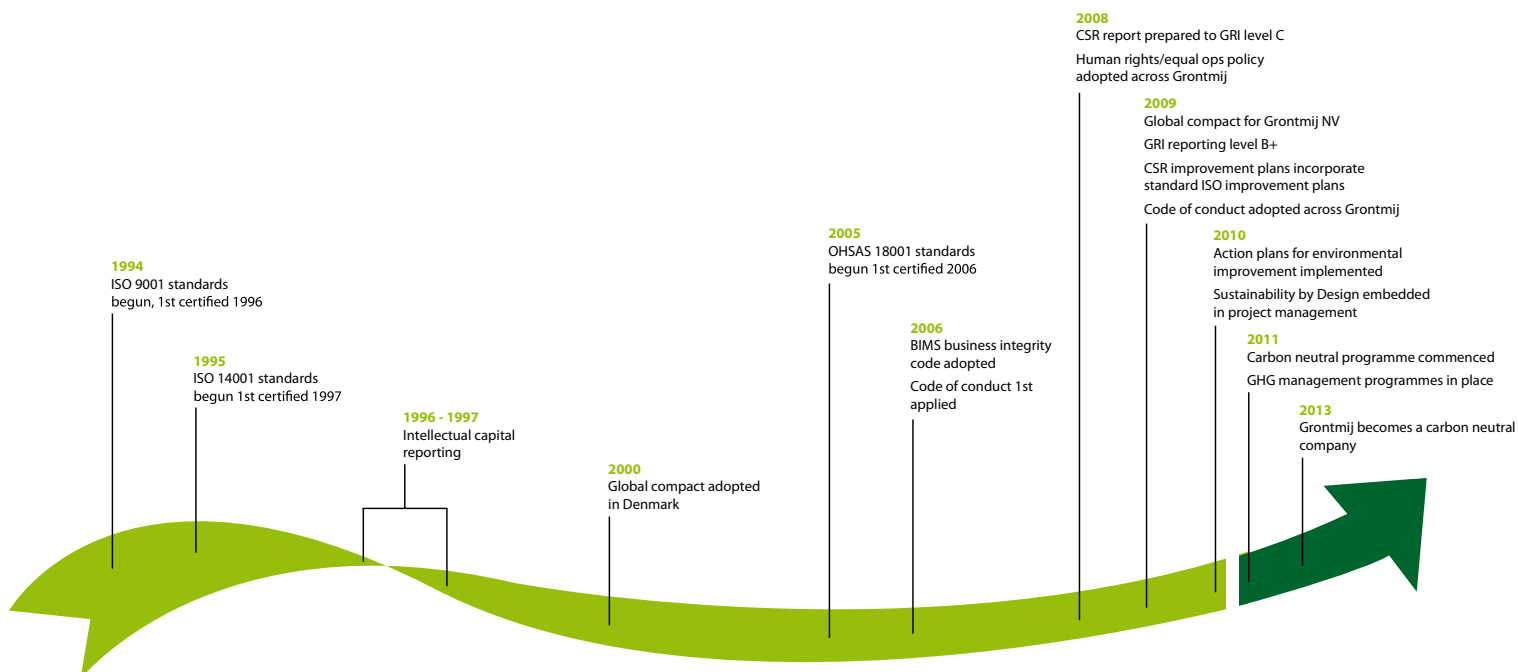 1994
ISO 9001 standards
begun, 1st certified 1996
1995
ISO 14001 standards
begun 1st certified 1997
1996 - 1997
Intellectual capital
reporting
2000
Global compact adopted
in Denmark
2005
OHSAS 18001 standards
begun 1st certified 2006
2006
BIMS business integrity
code adopted
Code of conduct 1st
applied
2008
CSR report prepared to GRI level C
Human rights/equal ops policy
adopted across Grontmij
2009
Global compact for Grontmij NV
GRI reporting level B+
CSR improvement plans incorporate
standard ISO improvement plans
Code of conduct adopted across Grontmij
2010
Action plans for environmental
improvement implemented
Sustainability by Design embedded
in project management
2011
Carbon neutral programme commenced
GHG management programmes in place
2013
Grontmij becomes a carbon neutral
company